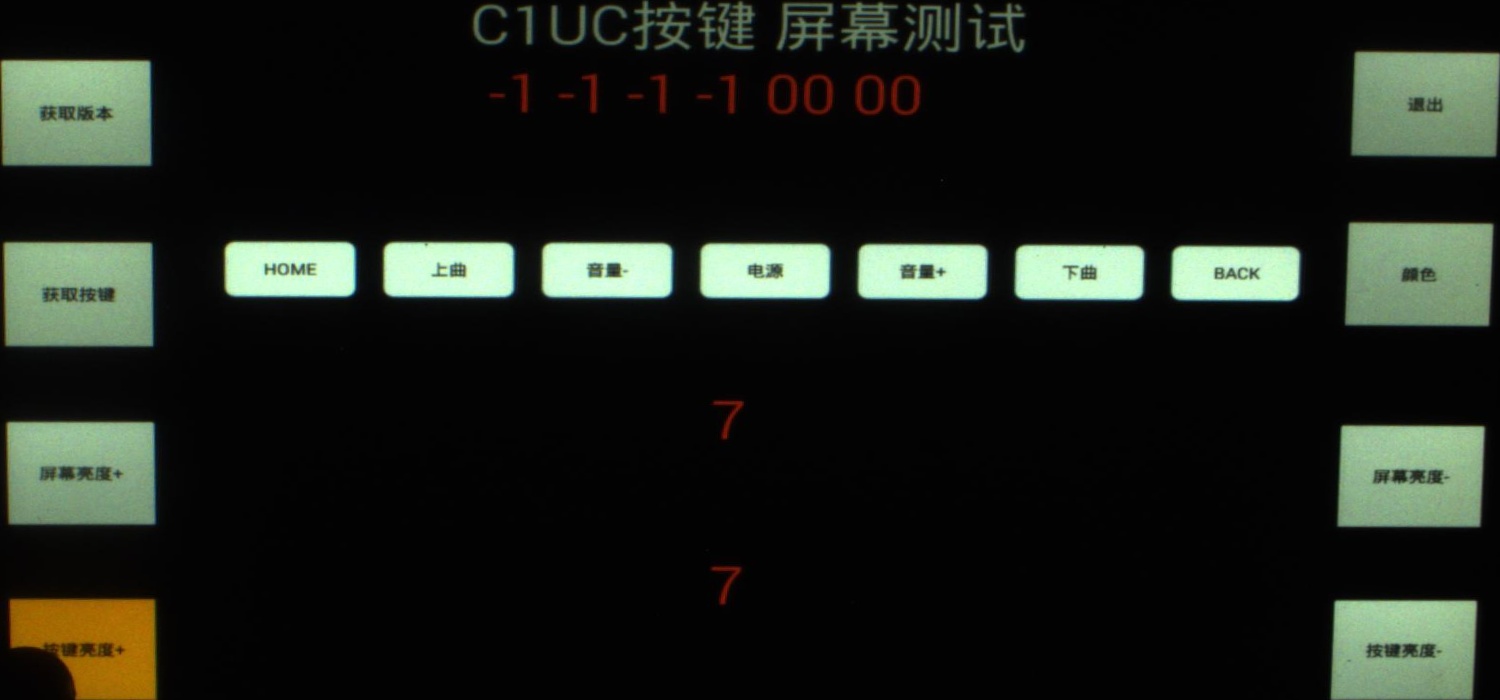 C1UC按键 屏幕测试
-1 -1 -1 -1 00 00
获取版本
退出
获取按键
HOME
上曲
音量-
电源
音量+
下曲
BACK
颜色
7
屏幕亮度+
屏幕亮度-
7
按键亮度+
按键亮度-